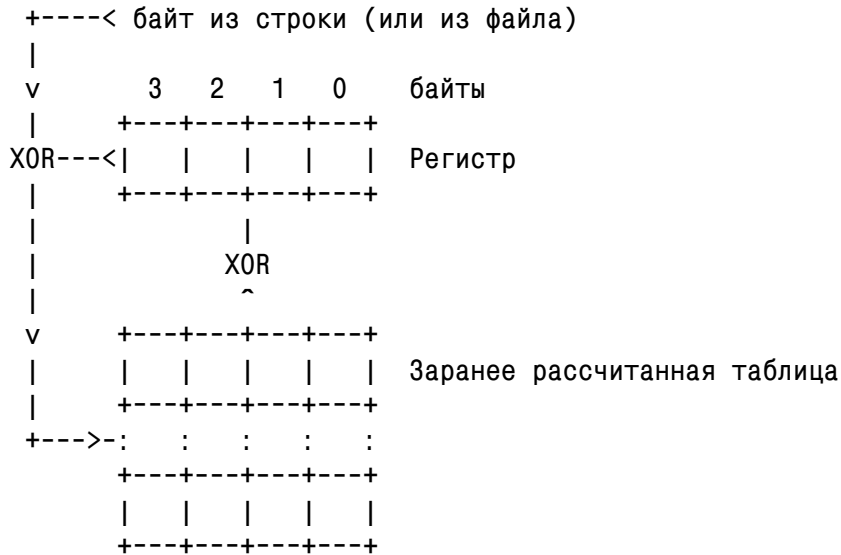 +----< байт из строки (или из файла)
|
v 3 2 1 0 байты
| +---+---+---+---+
XOR---<| | | | | Регистр
| +---+---+---+---+
| |
| XOR
| ^
v +---+---+---+---+
| | | | | | Заранее рассчитанная таблица
| +---+---+---+---+
+--->-: : : : :
+---+---+---+---+
| | | | |
+---+---+---+---+